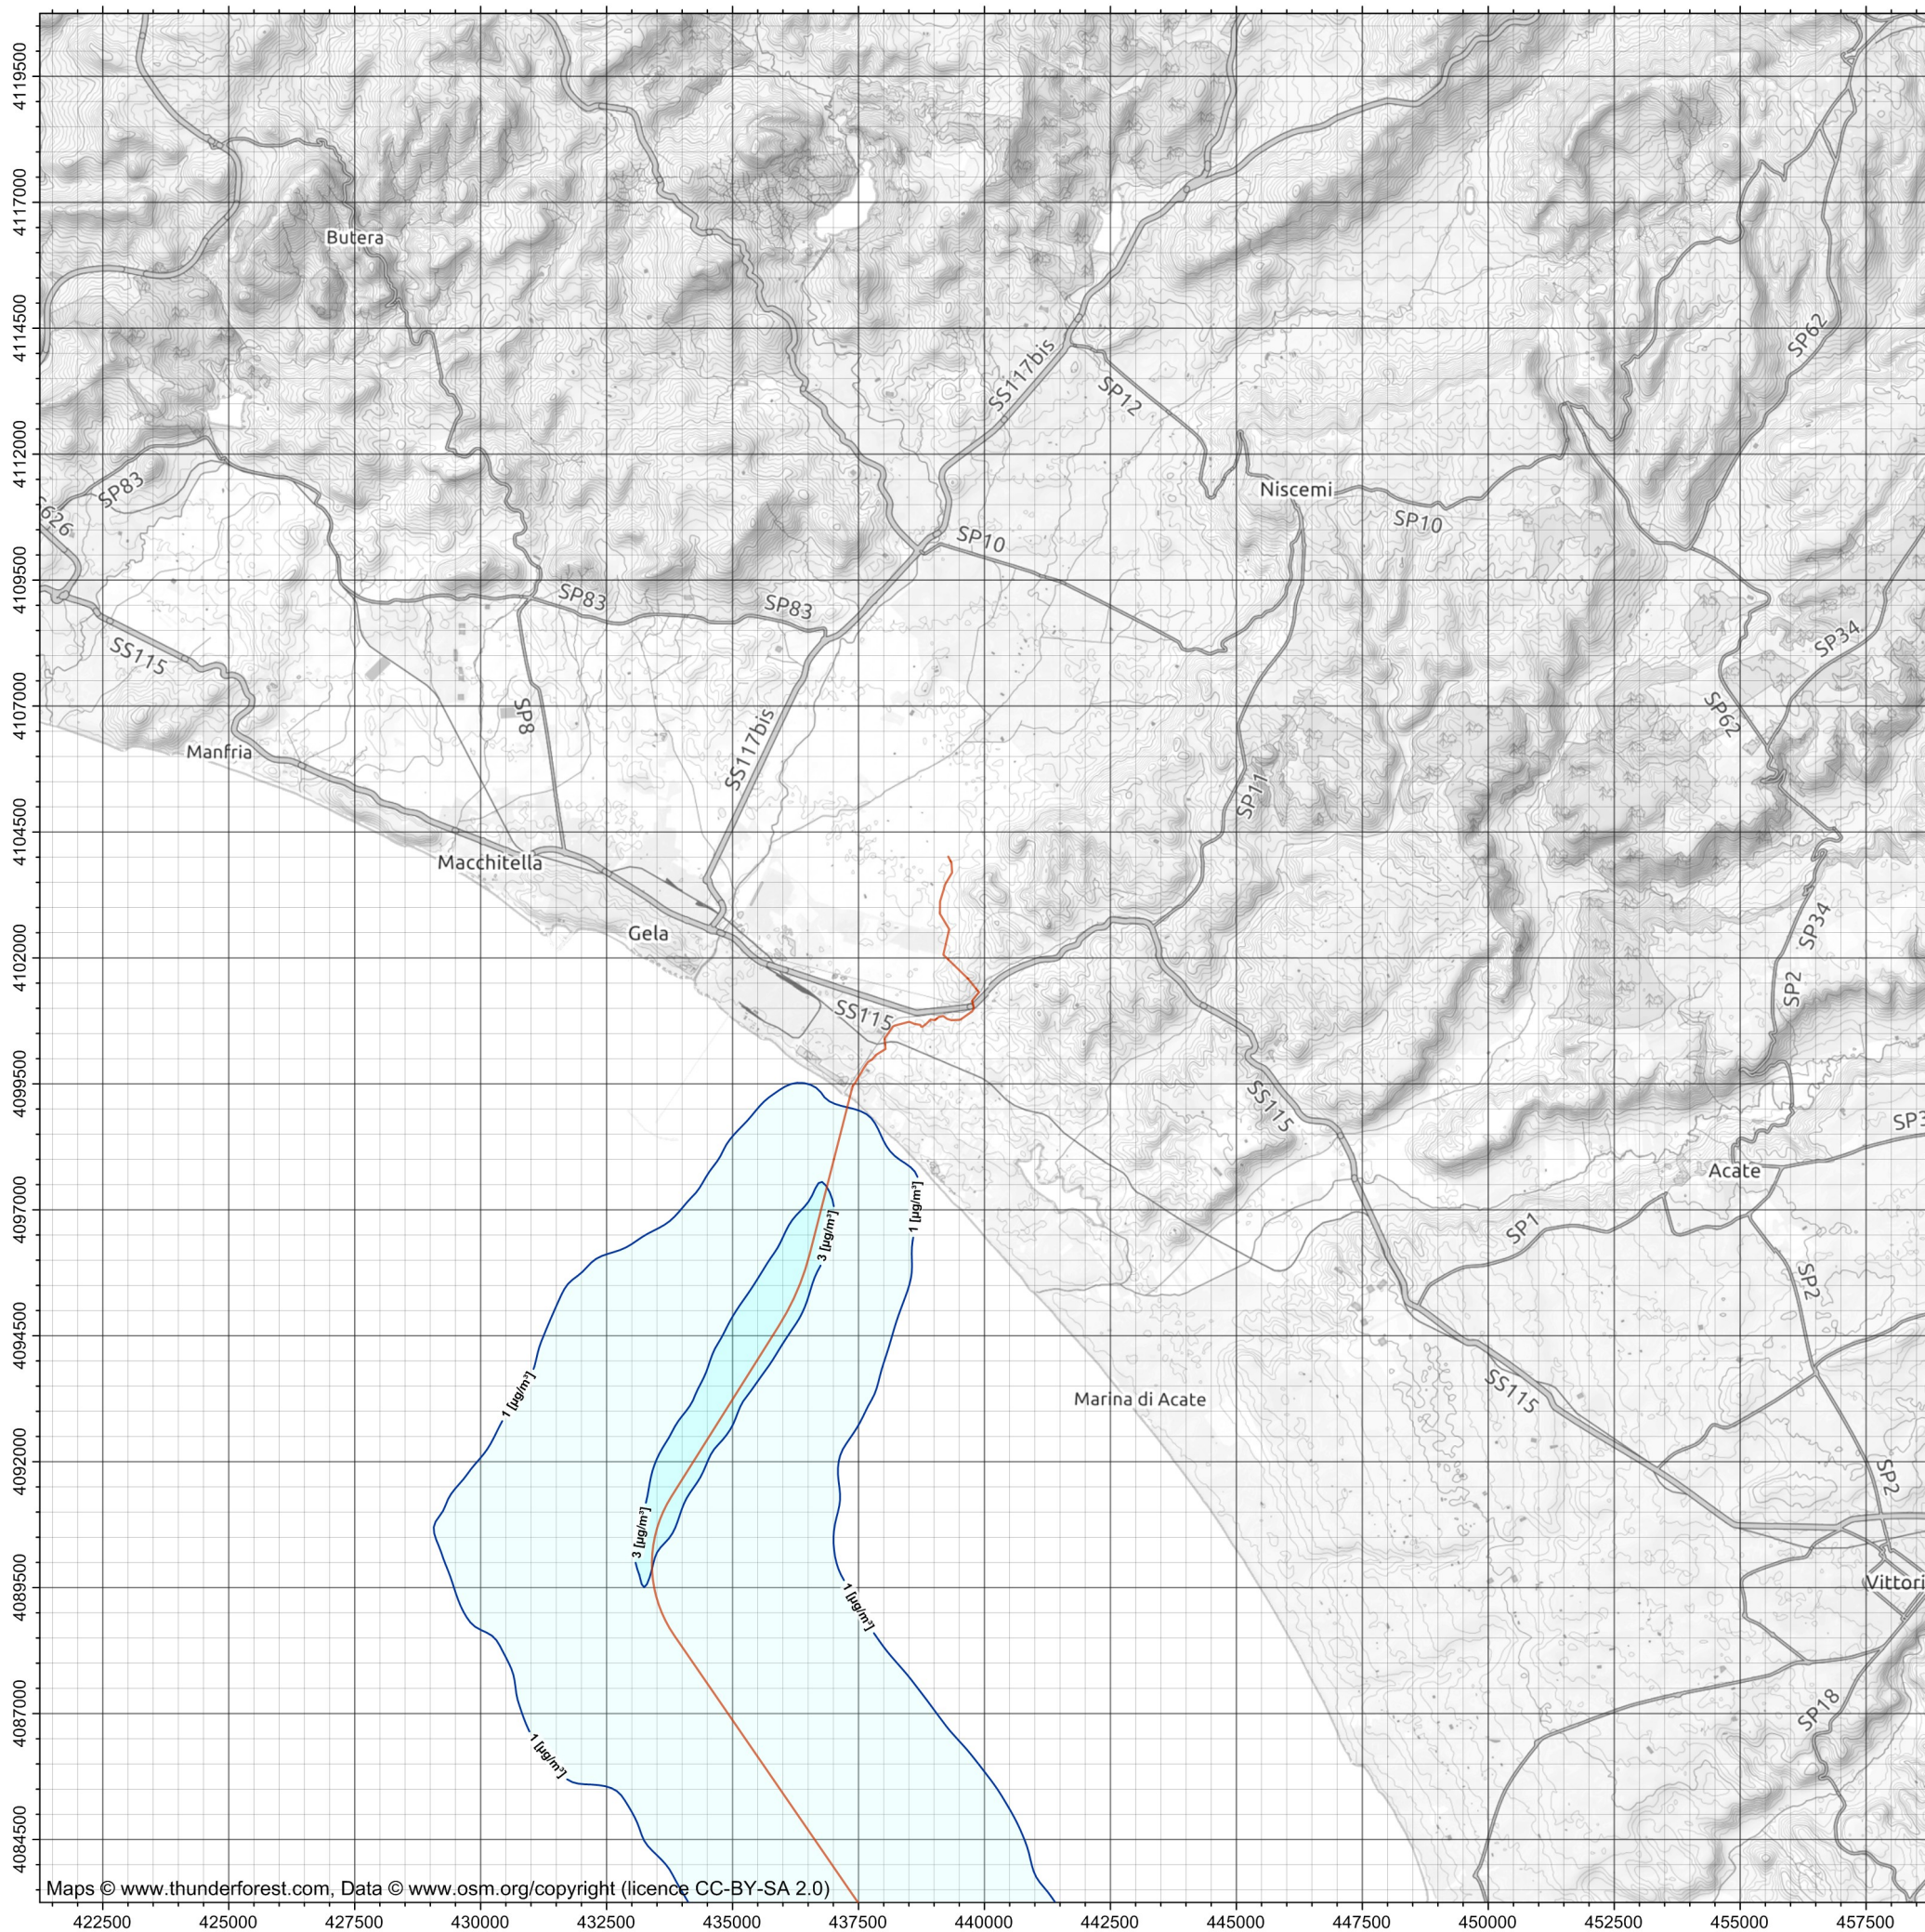 4119500
4117000
Butera
4114500
SP62
SS117bis
SP12
4112000
SP83
Niscemi
626
SP10
SP10
4109500
SP83
SP83
SP34
SS115
4107000
SP8
SP62
SS117bis
Manfria
SP11
4104500
Macchitella
SP34
Gela
4102000
SP2
SS115
4099500
SS115
SP3
Acate
4097000
1 [µg/m³]
3 [µg/m³]
SP1
SP2
4094500
1 [µg/m³]
SS115
Marina di Acate
4092000
SP2
3 [µg/m³]
4089500
1 [µg/m³]
Vittori
4087000
SP18
1 [µg/m³]
4084500
Maps © www.thunderforest.com, Data © www.osm.org/copyright (licence CC-BY-SA 2.0)
422500 425000 427500 430000 432500 435000 437500 440000 442500 445000 447500 450000 452500 455000 457500